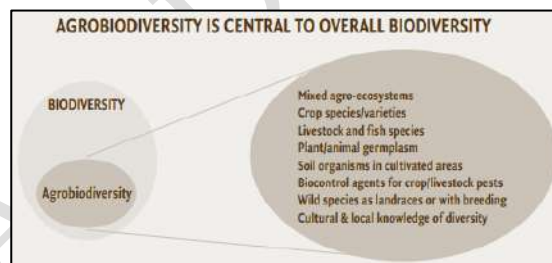 AGROBIODIVERSITY IS CENTRAL TO OVERALL BIODIVERSITY
BIODIVERSITY
Agrobiodiversity
Mixed agro-ecosystems
Crop species/varieties
Livestock and fish species
Plant/animal germplasm
Soil organisms in cultivated areas
Biocontrol agents for crop/livestock pests
Wild species as landraces or with breeding
Cultural & local knowledge of diversity